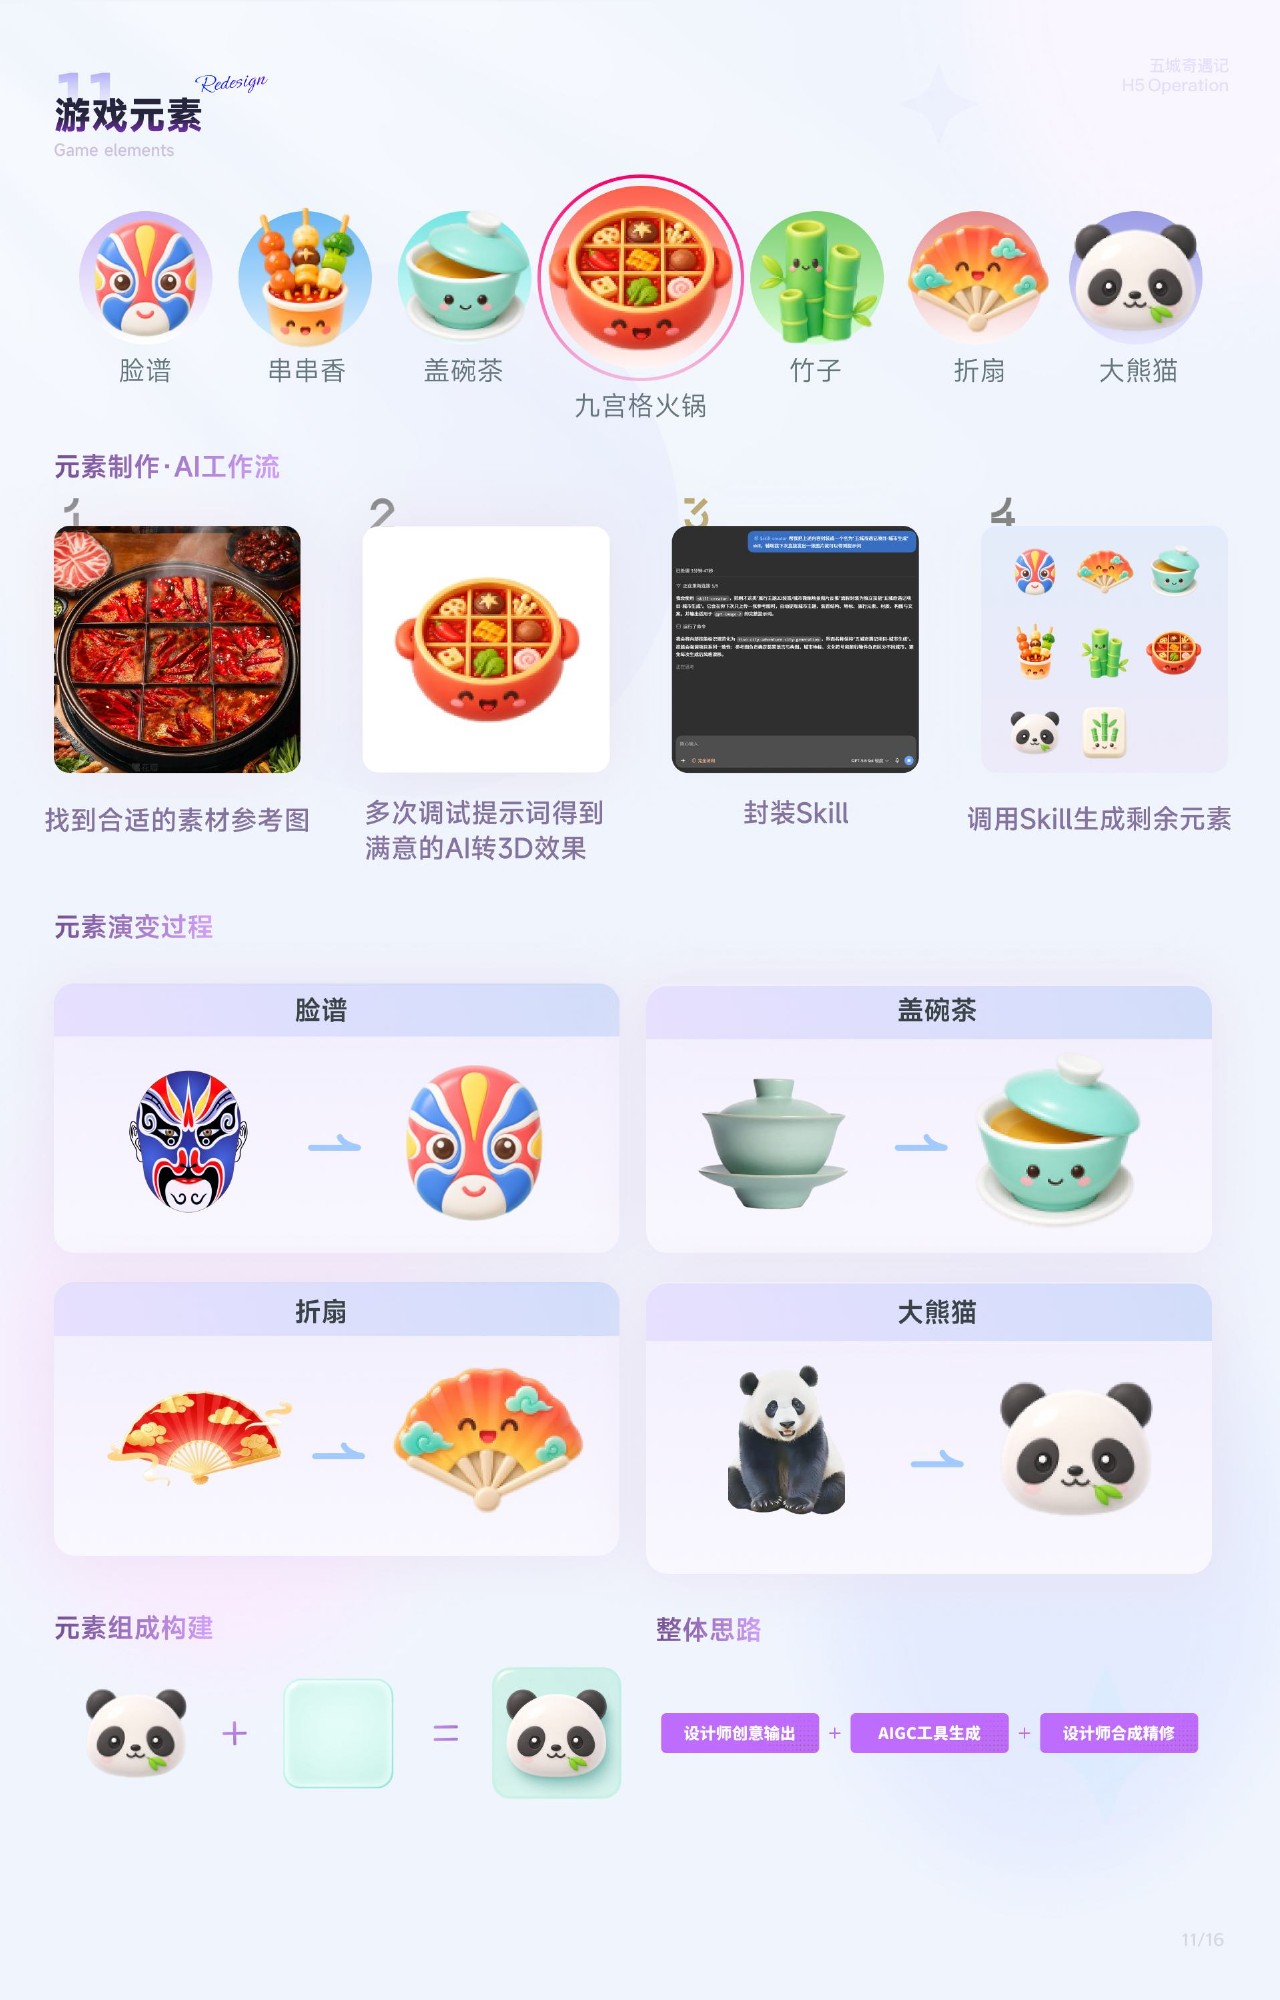 11
游戏元素
Redesign
Game elements
五城哥遇记
H5 Operation
脸谱
串串香
盖碗茶
九宫格火锅
竹子
折扇
大熊猫
元素制作·AI工作流
1
2
3
4
找到合适的素材参考图
多次调试提示词得到
满意的AI转3D效果
封装Skill
调用Skill生成剩余元素
元素演变过程
脸谱
盖碗茶
折扇
大熊猫
元素组成构建
整体思路
+
=
设计师创意输出
+
AIGC工具生成
+
设计师合成精修
11/16